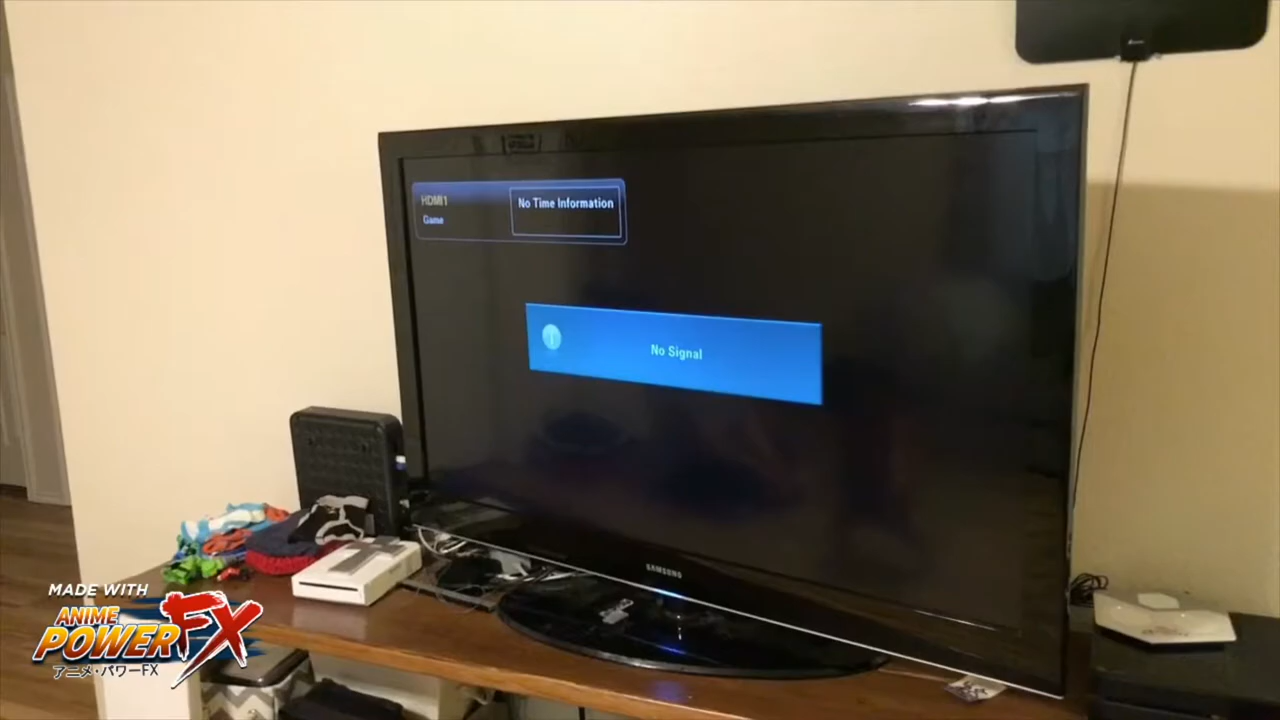 HDMI1
Game
No Time Information
No Signal
SAMSUNG
MADE WITH
ANIME
POWER FX
アニメ・パワーFX